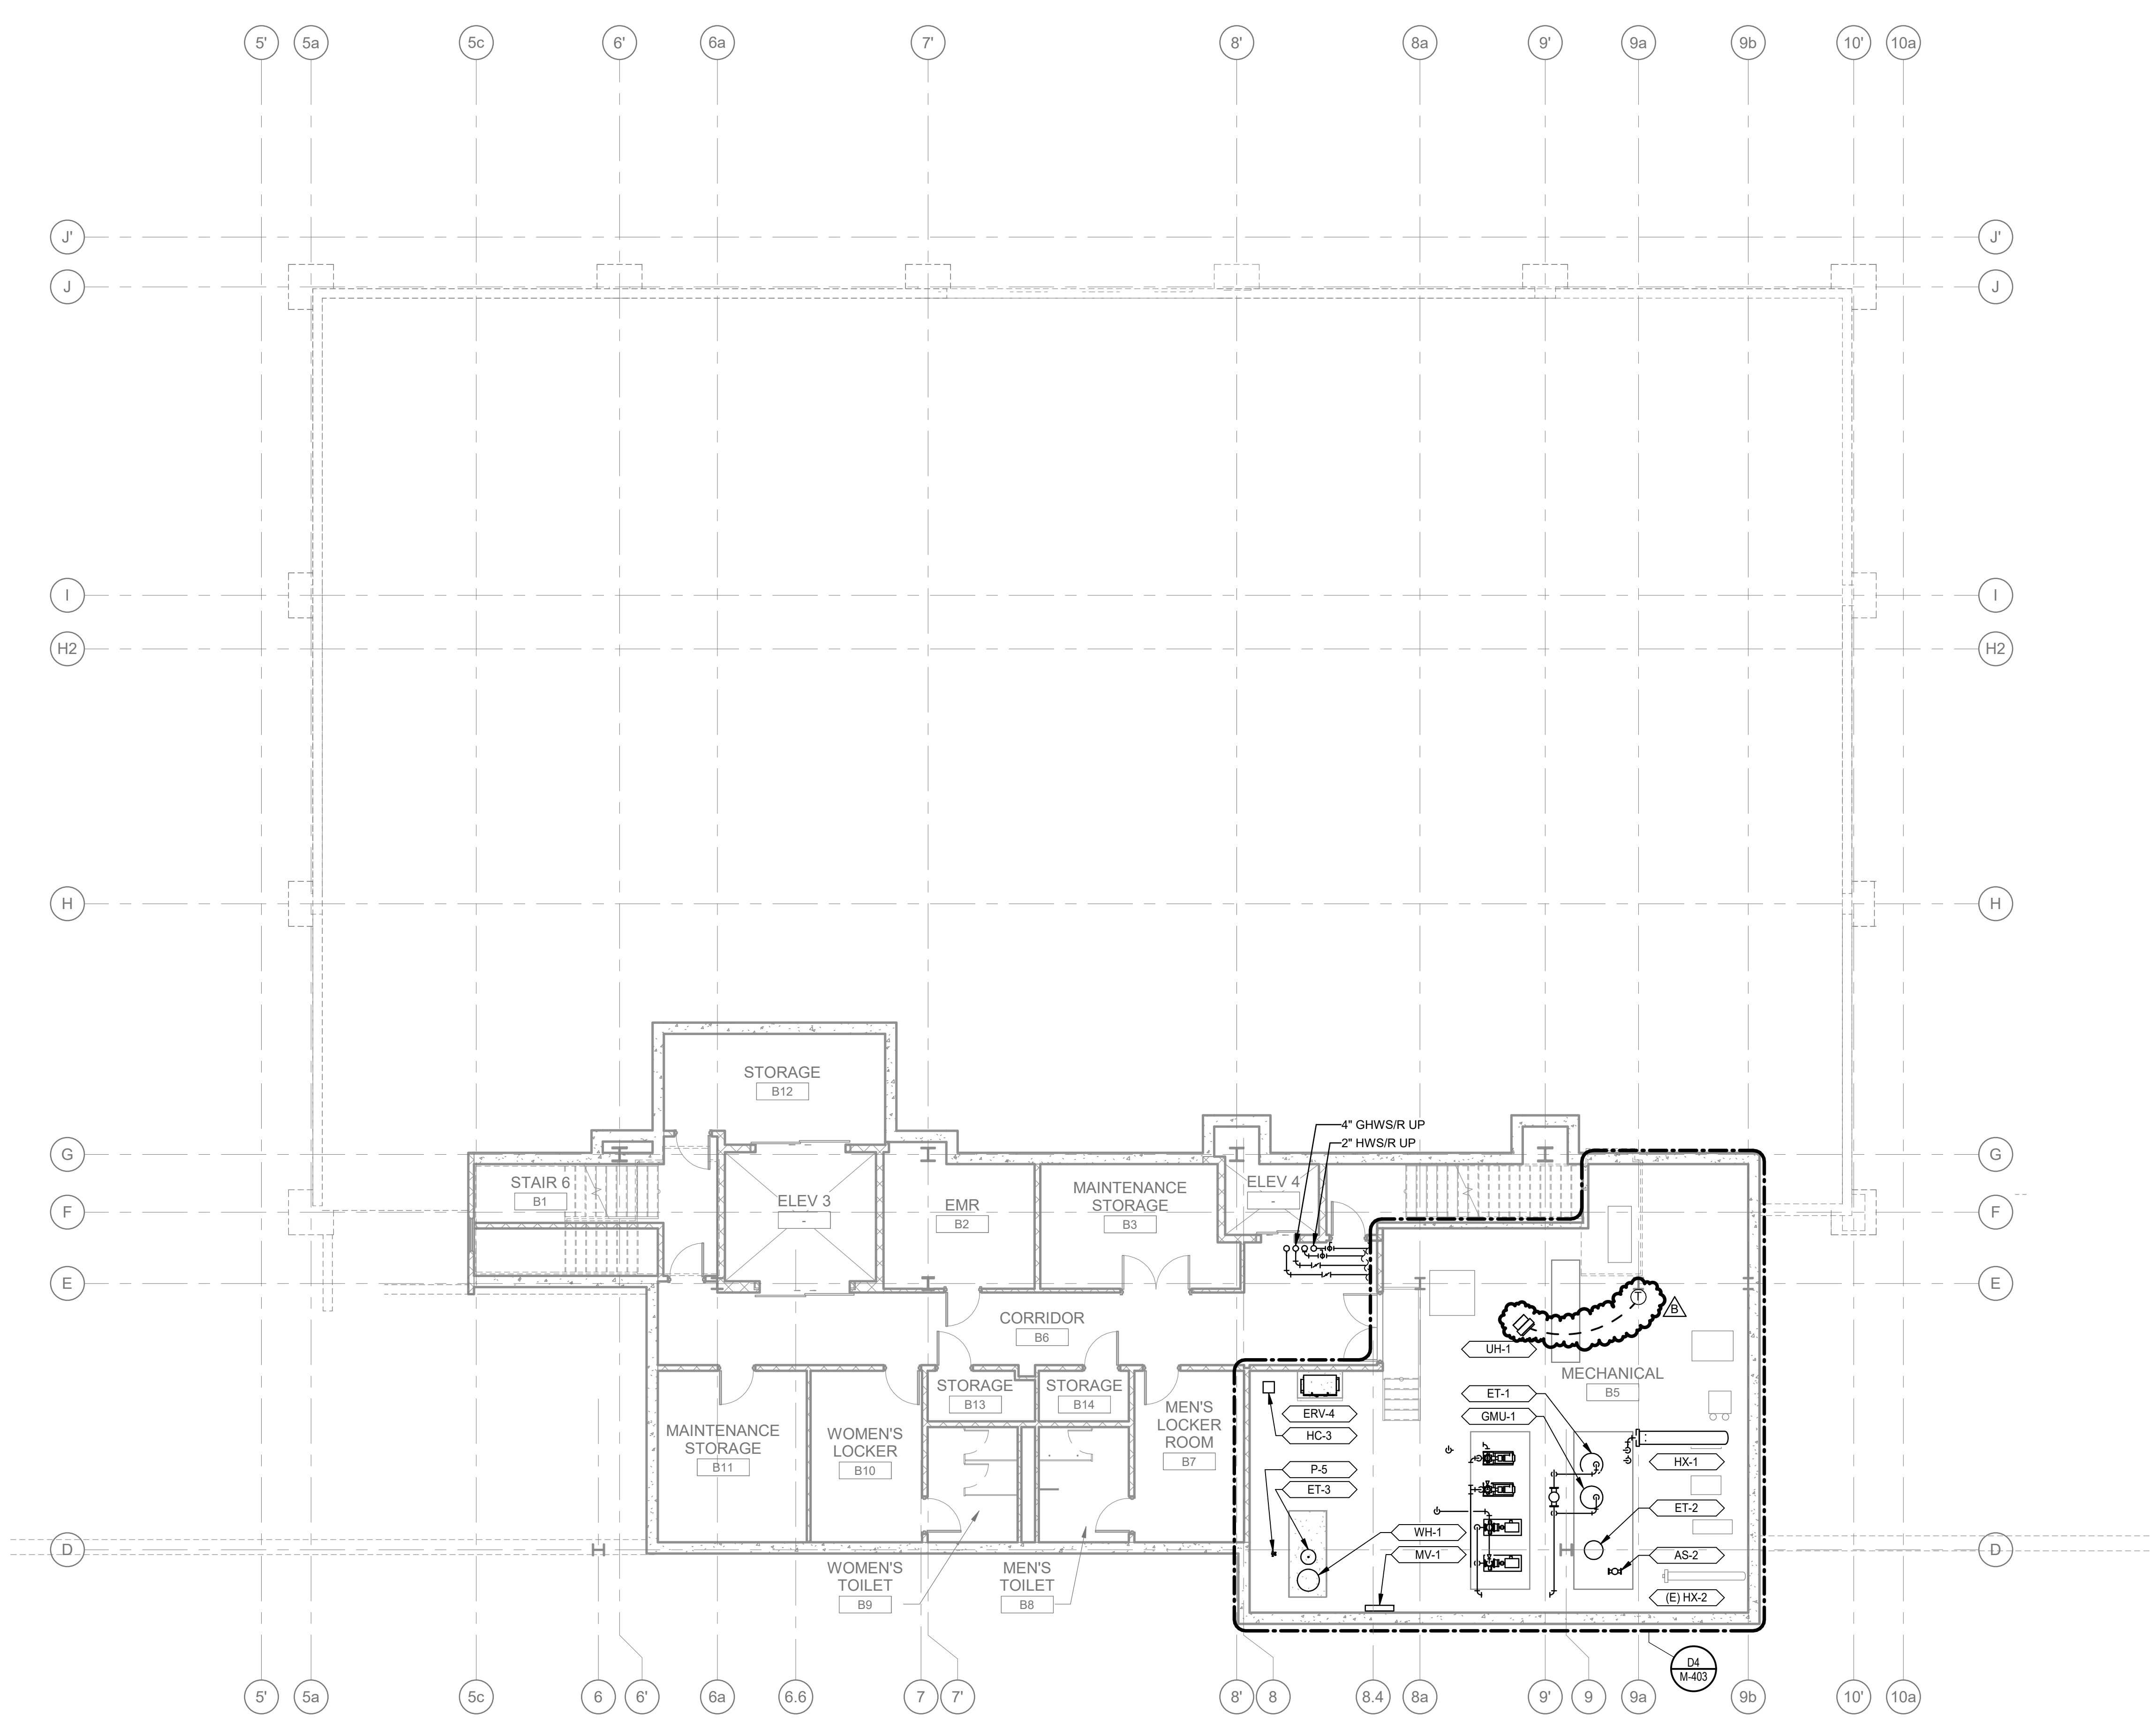 5'
5a
5c
6'
6a
7'
8'
8a
9'
9a
9b
10'
10a
J'
J'
J
J
I
I
H2
H2
H
H
STORAGE
B12
4" GHWS/R UP
2" HWS/R UP
G
G
STAIR 6
B1
ELEV 3
-
EMR
B2
MAINTENANCE
STORAGE
B3
ELEV 4
-
F
F
E
E
T
B
CORRIDOR
B6
UH-1
MECHANICAL
B5
STORAGE
B13
STORAGE
B14
ET-1
GMU-1
ERV-4
HC-3
MEN'S
LOCKER
ROOM
B7
MAINTENANCE
STORAGE
B11
WOMEN'S
LOCKER
B10
P-5
ET-3
HX-1
ET-2
WH-1
MV-1
AS-2
(E) HX-2
D
D
WOMEN'S
TOILET
B9
MEN'S
TOILET
B8
D4
M-403
5'
5a
5c
6
6'
6a
6.6
7
7'
8'
8
8.4
8a
9'
9
9a
9b
10'
10a